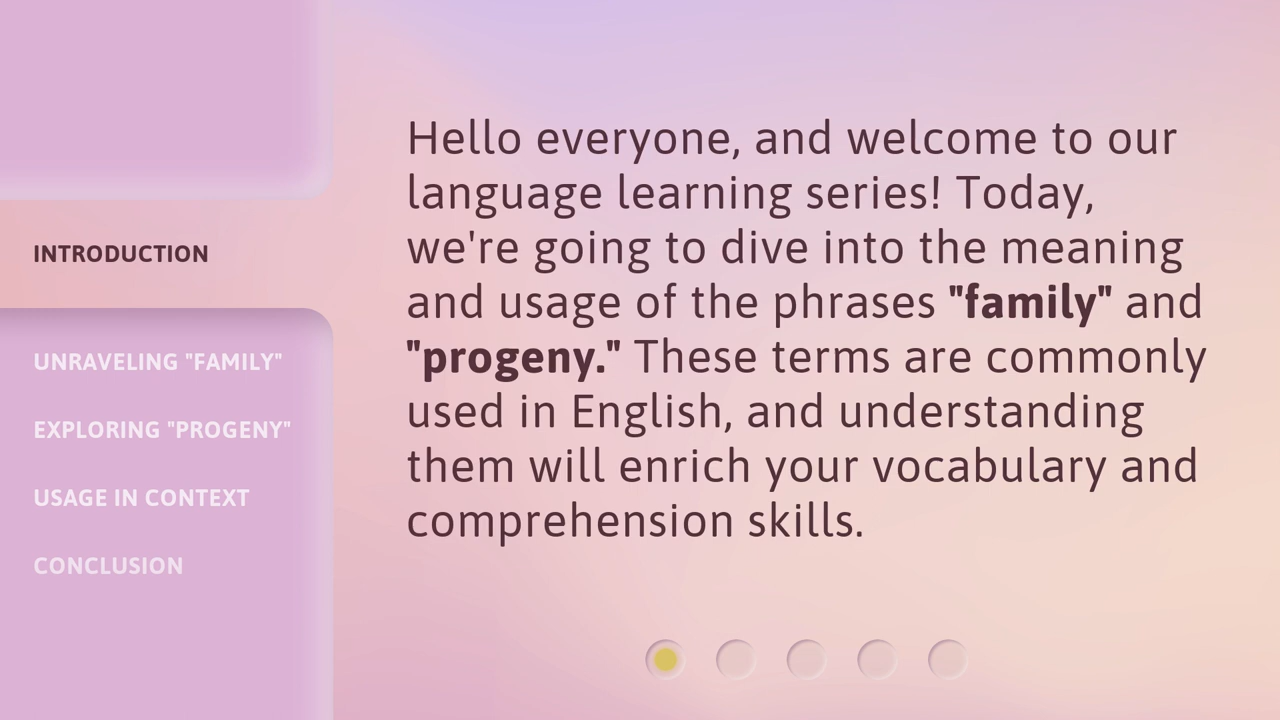 INTRODUCTION
UNRAVELING "FAMILY"
EXPLORING "PROGENY"
USAGE IN CONTEXT
CONCLUSION
Hello everyone, and welcome to our
language learning series! Today,
we're going to dive into the meaning
and usage of the phrases "family" and
"progeny." These terms are commonly
used in English, and understanding
them will enrich your vocabulary and
comprehension skills.